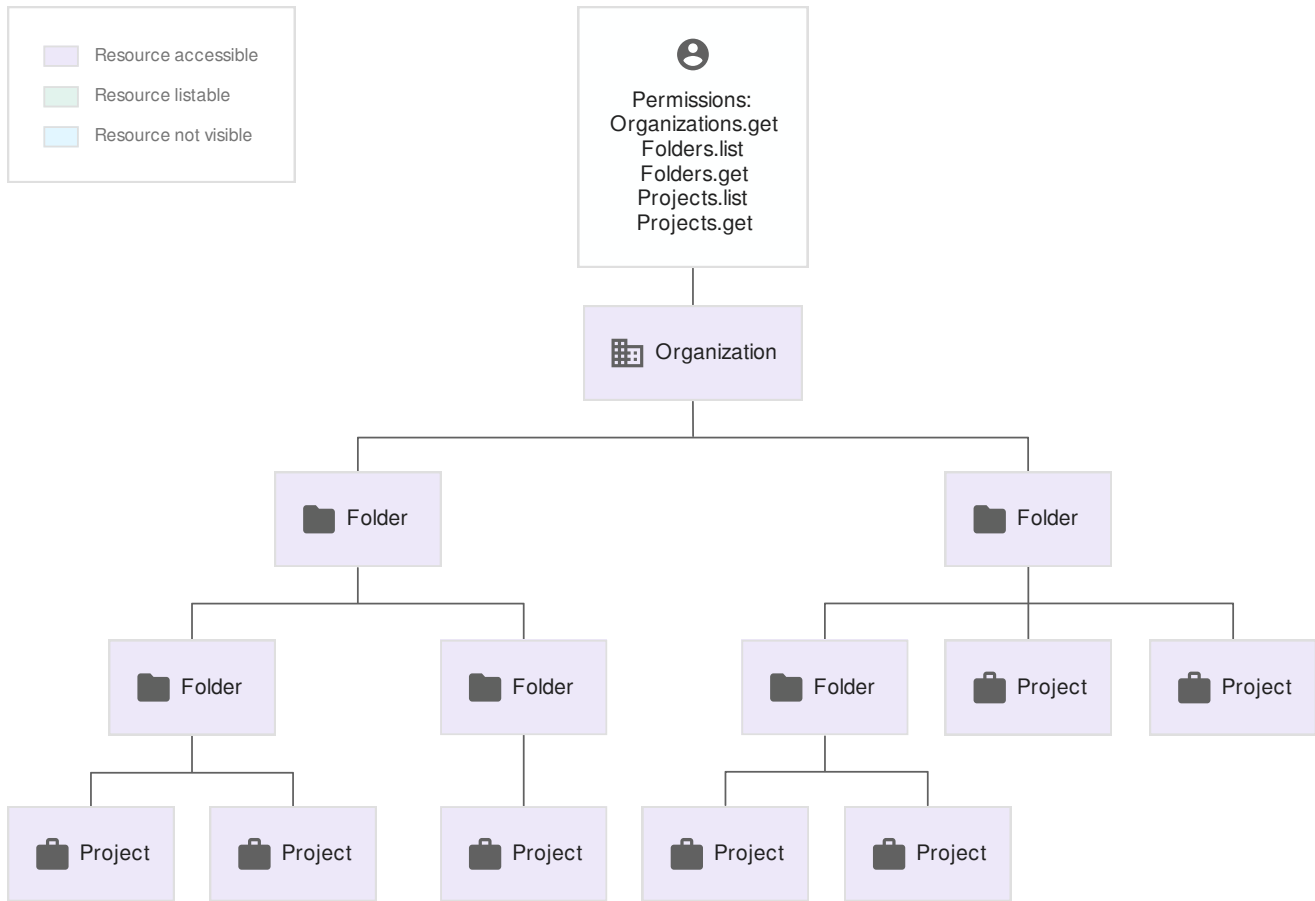 Resource accessible
Resource listable
Resource not visible
Permissions:
Organizations.get
Folders.list
Folders.get
Projects.list
Projects.get
Organization
Folder
Folder
Folder
Folder
Folder
Project
Project
Project
Project
Project
Project
Project